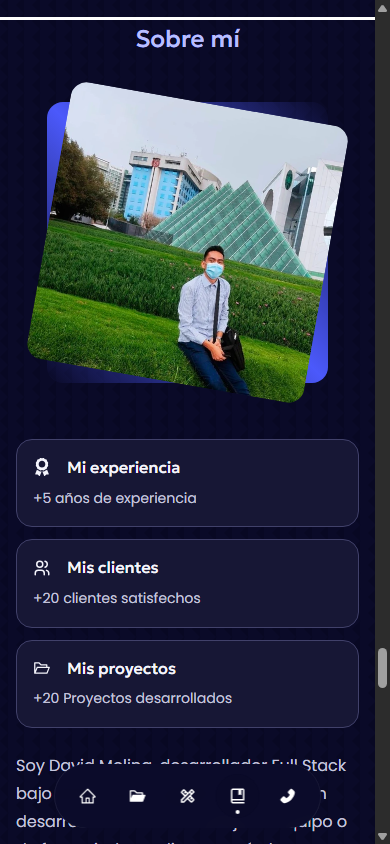 Sobre mí
Mi experiencia
+5 años de experiencia
Mis clientes
+20 clientes satisfechos
Mis proyectos
+20 Proyectos desarrollados
Soy David Molina, desarrollador Full Stack
bajo